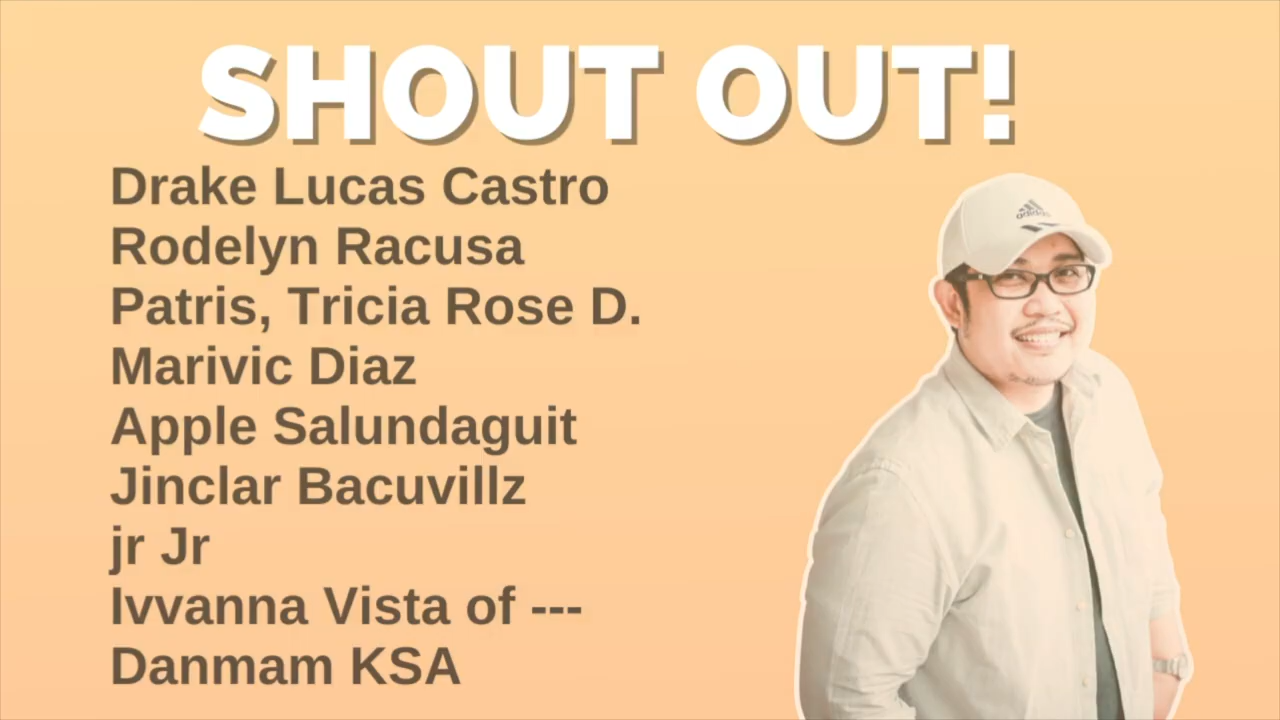 SHOUT OUT!
Drake Lucas Castro
Rodelyn Racusa
Patris, Tricia Rose D.
Marivic Diaz
Apple Salundaguit
Jinclar Bacuvillz
jr Jr
Ivvanna Vista of ---
Danmam KSA
adidas